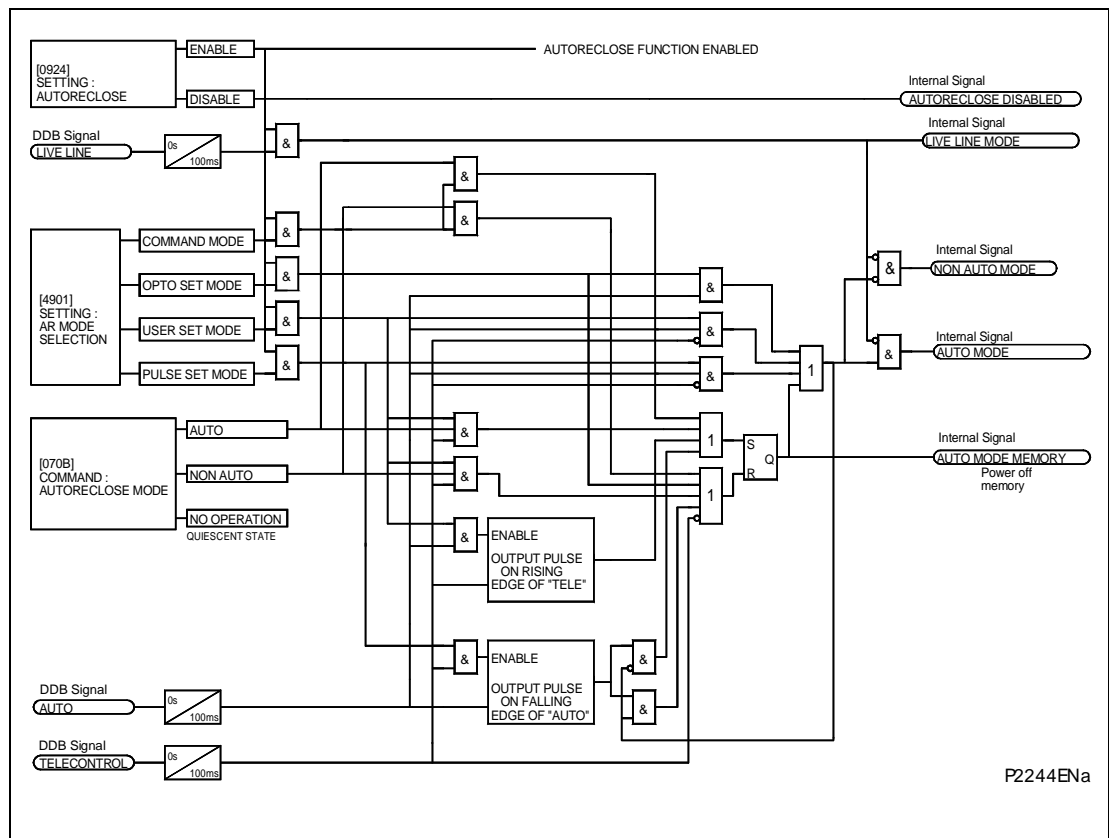 ENABLE
AUTORECLOSE FUNCTION ENABLED
[0924]
SETTING :
AUTORECLOSE
DISABLE
Internal Signal
AUTORECLOSE DISABLED
DDB Signal
LIVE LINE
0s
100ms
&
Internal Signal
LIVE LINE MODE
&
&
&
COMMAND MODE
&
OPTO SET MODE
&
[4901]
SETTING :
AR MODE
SELECTION
USER SET MODE
&
PULSE SET MODE
&
&
&
&
1
Internal Signal
NON AUTO MODE
&
Internal Signal
AUTO MODE
&
[070B]
COMMAND :
AUTORECLOSE MODE
AUTO
&
NON AUTO
&
NO OPERATION
QUIESCENT STATE
1
1
S
Q
R
Internal Signal
AUTO MODE MEMORY
Power off
memory
&
ENABLE
OUTPUT PULSE
ON RISING
EDGE OF "TELE"
&
ENABLE
OUTPUT PULSE
ON FALLING
EDGE OF "AUTO"
&
&
DDB Signal
AUTO
0s
100ms
DDB Signal
TELECONTROL
0s
100ms
P2244ENa